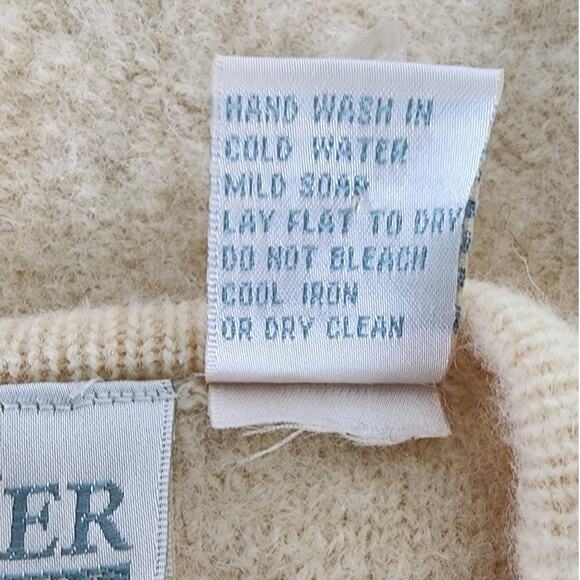 HAND WASH IN
COLD WATER
MILD SOAP
LAY FLAT TO DRY
DO NOT BLEACH
COOL IRON
OR DRY CLEAN